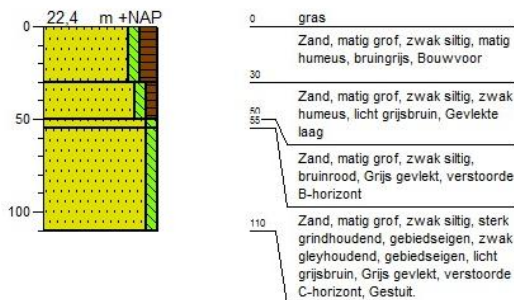 22,4 m +NAP
0
50
100
0 gras
Zand, matig grof, zwak siltig, matig
humeus, bruingrijs, Bouwvoor
30
Zand, matig grof, zwak siltig, zwak
humeus, licht grijsbruin, Gevlekte
laag
50
55
Zand, matig grof, zwak siltig,
bruinrood, Grijs gevlekt, verstoorde
B-horizont
110
Zand, matig grof, zwak siltig, sterk
grindhoudend, gebiedseigen, zwak
gleyhoudend, gebiedseigen, licht
grijsbruin, Grijs gevlekt, verstoorde
C-horizont, Gestuit.